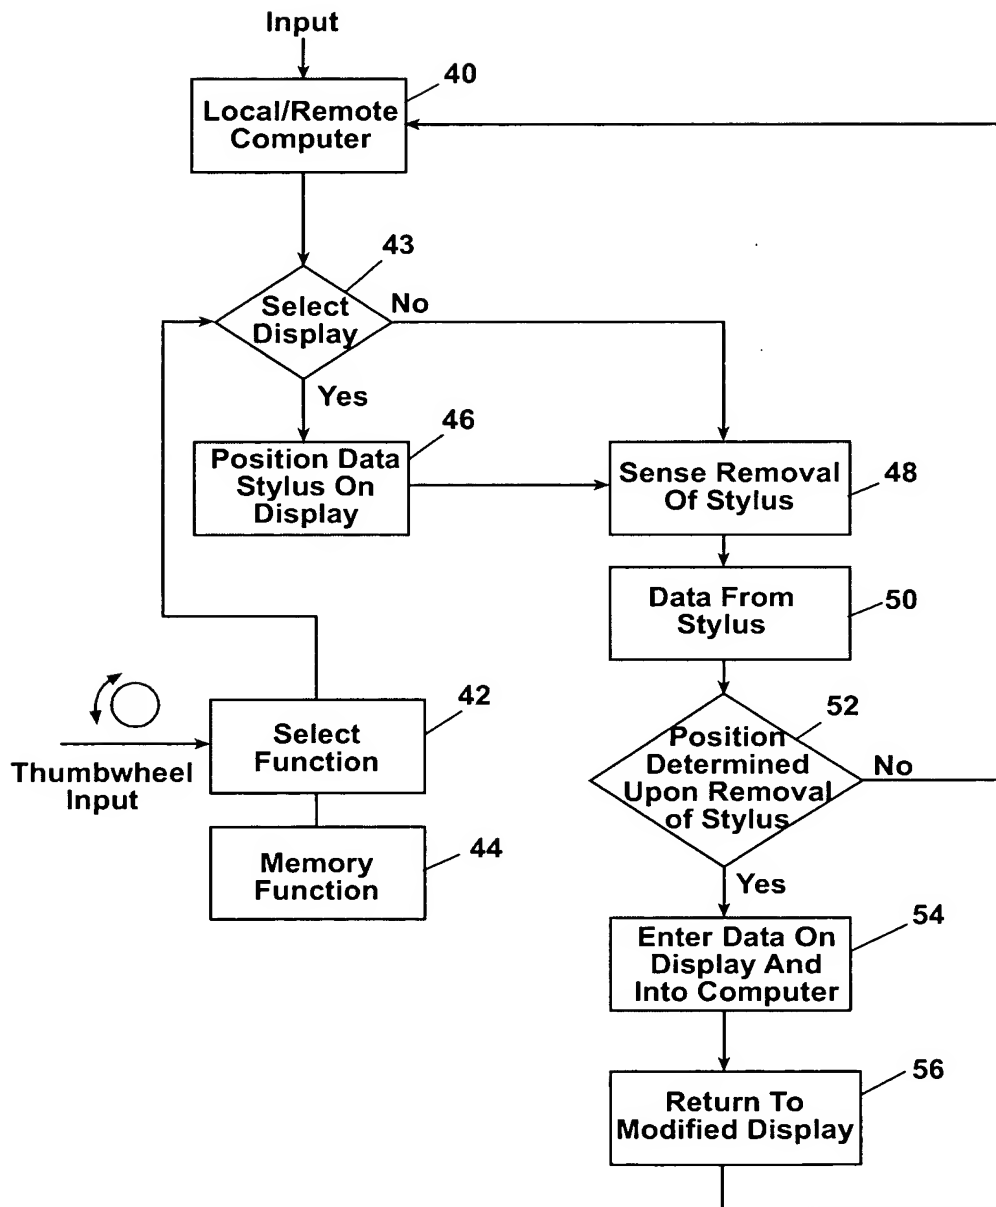 Input
40
Local/Remote
Computer
43
Select
Display
No
Yes
46
Position Data
Stylus On
Display
Sense Removal
Of Stylus
48
Data From
Stylus
50
42
Select
Function
Thumbwheel
Input
52
Position
Determined
Upon Removal
of Stylus
No
Memory
Function
44
Yes
54
Enter Data On
Display And
Into Computer
56
Return To
Modified Display